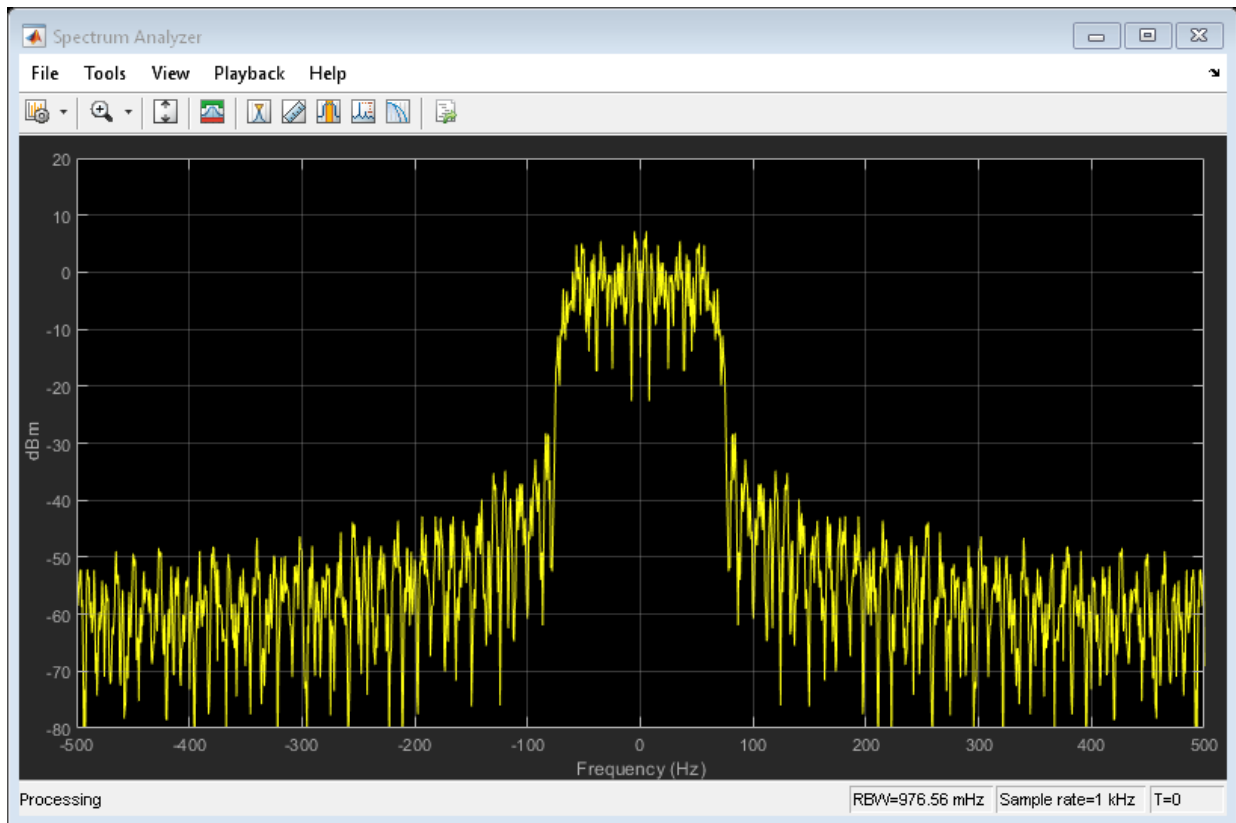 Spectrum Analyzer
File Tools View Playback Help
20
10
0
-10
-20
-30
-40
-50
-60
-70
-80
dBm
-500 -400 -300 -200 -100 0 100 200 300 400 500
Frequency (Hz)
Processing RBW=976.56 mHz Sample rate=1 kHz T=0